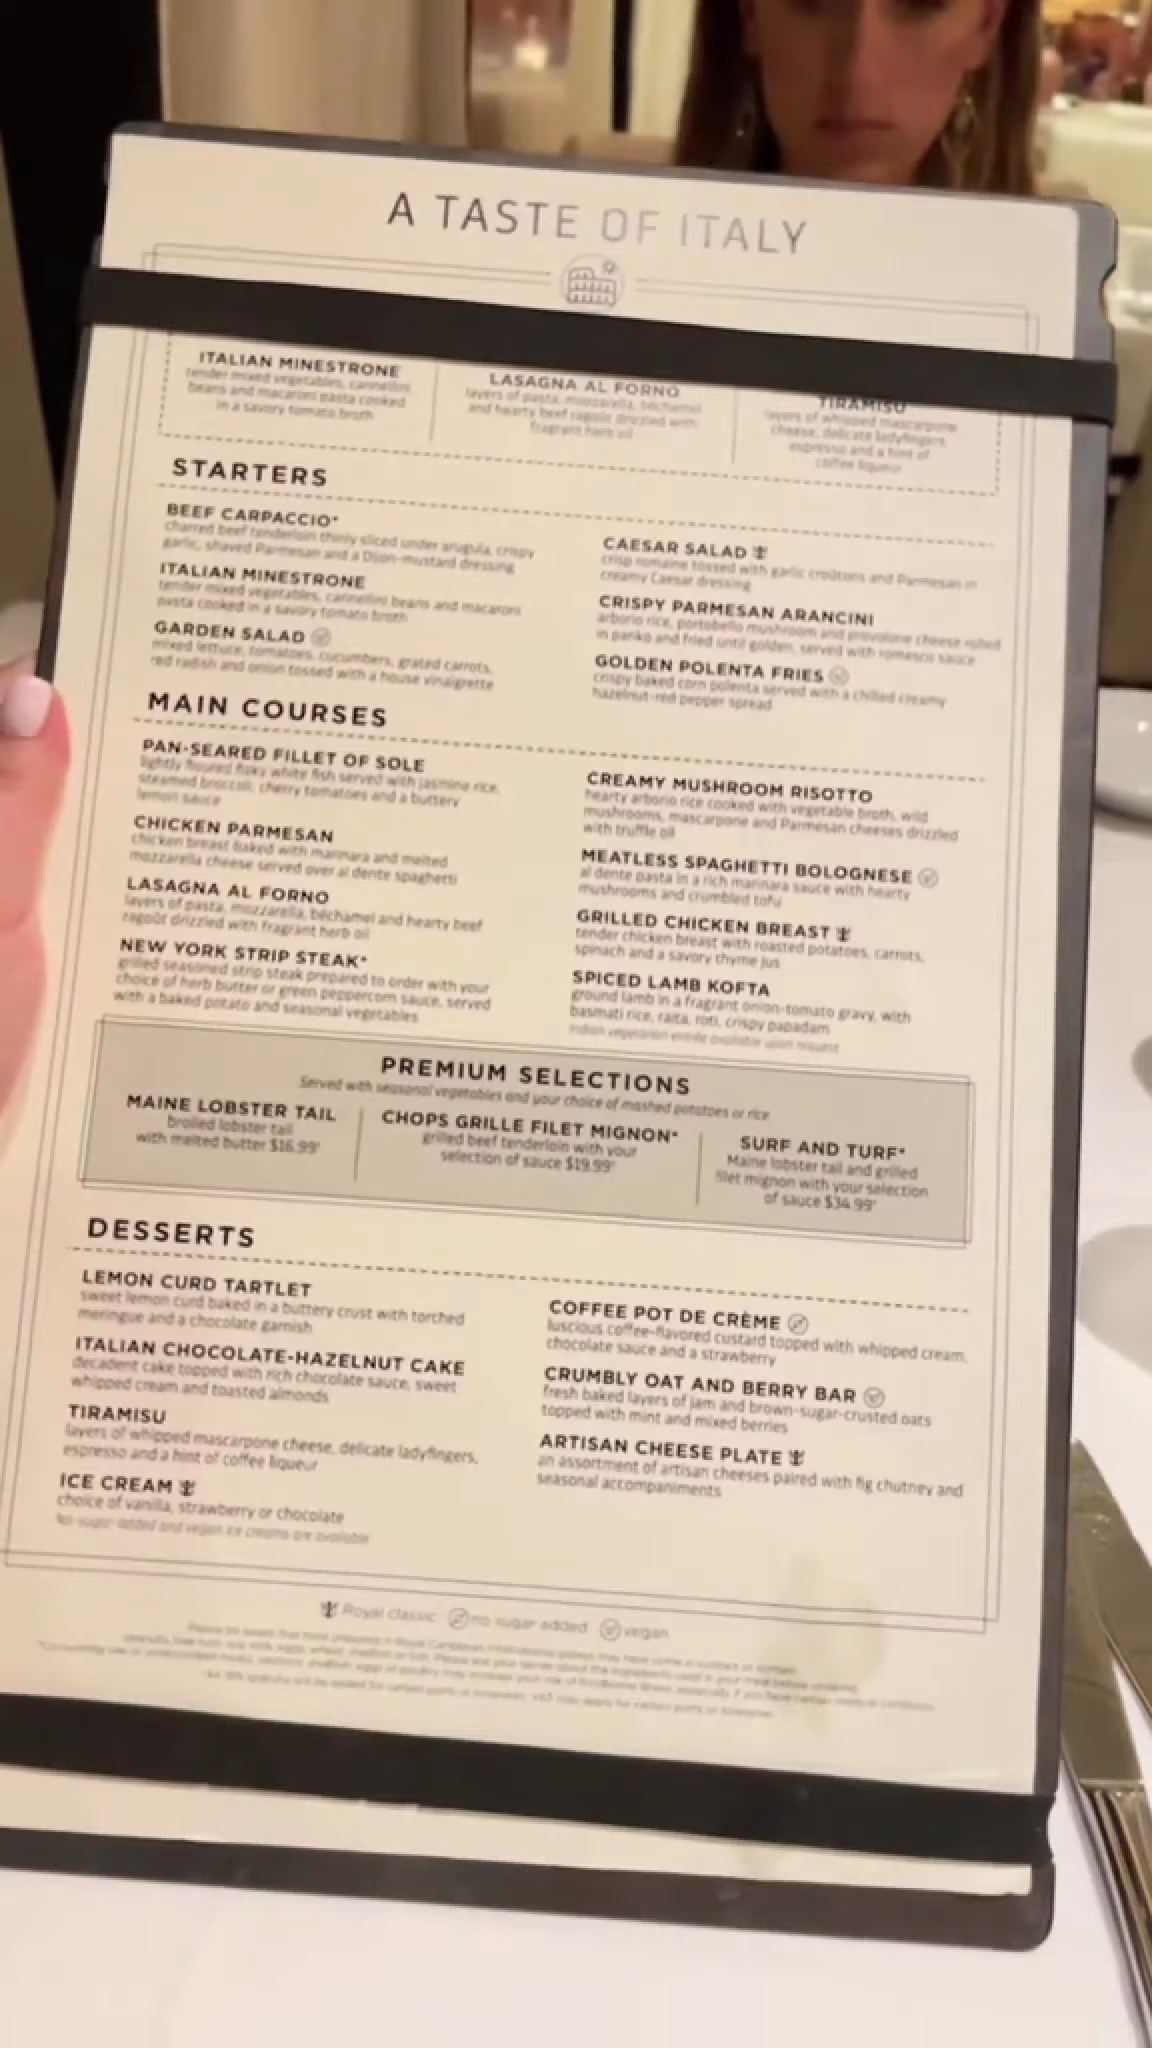 A TASTE OF ITALY
ITALIAN MINESTRONE
tender mixed vegetables, cannellini
beans and macaroni pasta cooked
in a savory tomato broth
LASAGNA AL FORNO
layers of pasta, mozzarella, béchamel
and hearty beef ragoût drizzled with
fragrant herb oil
TIRAMISU
layers of whipped mascarpone
cheese, delicate ladyfingers,
espresso and a hint of
coffee liqueur
STARTERS
BEEF CARPACCIO*
charred beef tenderloin thinly sliced under arugula, crispy
garlic, shaved Parmesan and a Dijon-mustard dressing
ITALIAN MINESTRONE
tender mixed vegetables, cannellini beans and macaroni
pasta cooked in a savory tomato broth
GARDEN SALAD
mixed lettuce, tomatoes, cucumbers, grated carrots,
red radish and onion tossed with a house vinaigrette
CAESAR SALAD
crisp romaine tossed with garlic croûtons and Parmesan in
creamy Caesar dressing
CRISPY PARMESAN ARANCINI
arborio rice, portobello mushroom and provolone cheese rolled
in panko and fried until golden, served with romesco sauce
GOLDEN POLENTA FRIES
crispy baked corn polenta served with a chilled creamy
hazelnut-red pepper spread
MAIN COURSES
PAN-SEARED FILLET OF SOLE
lightly floured flaky white fish served with jasmine rice,
steamed broccoli, cherry tomatoes and a buttery
lemon sauce
CHICKEN PARMESAN
chicken breast baked with marinara and melted
mozzarella cheese served over al dente spaghetti
LASAGNA AL FORNO
layers of pasta, mozzarella, béchamel and hearty beef
ragoût drizzled with fragrant herb oil
NEW YORK STRIP STEAK*
grilled seasoned strip steak prepared to order with your
choice of herb butter or green peppercorn sauce, served
with a baked potato and seasonal vegetables
CREAMY MUSHROOM RISOTTO
hearty arborio rice cooked with vegetable broth, wild
mushrooms, mascarpone and Parmesan cheeses drizzled
with truffle oil
MEATLESS SPAGHETTI BOLOGNESE
al dente pasta in a rich marinara sauce with hearty
mushrooms and crumbled tofu
GRILLED CHICKEN BREAST
tender chicken breast with roasted potatoes, carrots,
spinach and a savory thyme jus
SPICED LAMB KOFTA
ground lamb in a fragrant onion-tomato gravy, with
basmati rice, raita, roti, crispy papadam
Indian vegetarian entrée available upon request
PREMIUM SELECTIONS
Served with seasonal vegetables and your choice of mashed potatoes or rice
MAINE LOBSTER TAIL
broiled lobster tail
with melted butter $16.99†
CHOPS GRILLE FILET MIGNON*
grilled beef tenderloin with your
selection of sauce $19.99†
SURF AND TURF*
Maine lobster tail and grilled
filet mignon with your selection
of sauce $34.99†
DESSERTS
LEMON CURD TARTLET
sweet lemon curd baked in a buttery crust with torched
meringue and a chocolate garnish
ITALIAN CHOCOLATE-HAZELNUT CAKE
decadent cake topped with rich chocolate sauce, sweet
whipped cream and toasted almonds
TIRAMISU
layers of whipped mascarpone cheese, delicate ladyfingers,
espresso and a hint of coffee liqueur
ICE CREAM
choice of vanilla, strawberry or chocolate
No-sugar-added and vegan ice creams are available
COFFEE POT DE CRÈME
luscious coffee-flavored custard topped with whipped cream,
chocolate sauce and a strawberry
CRUMBLY OAT AND BERRY BAR
fresh baked layers of jam and brown-sugar-crusted oats
topped with mint and mixed berries
ARTISAN CHEESE PLATE
an assortment of artisan cheeses paired with fig chutney and
seasonal accompaniments
Royal classic no sugar added vegan